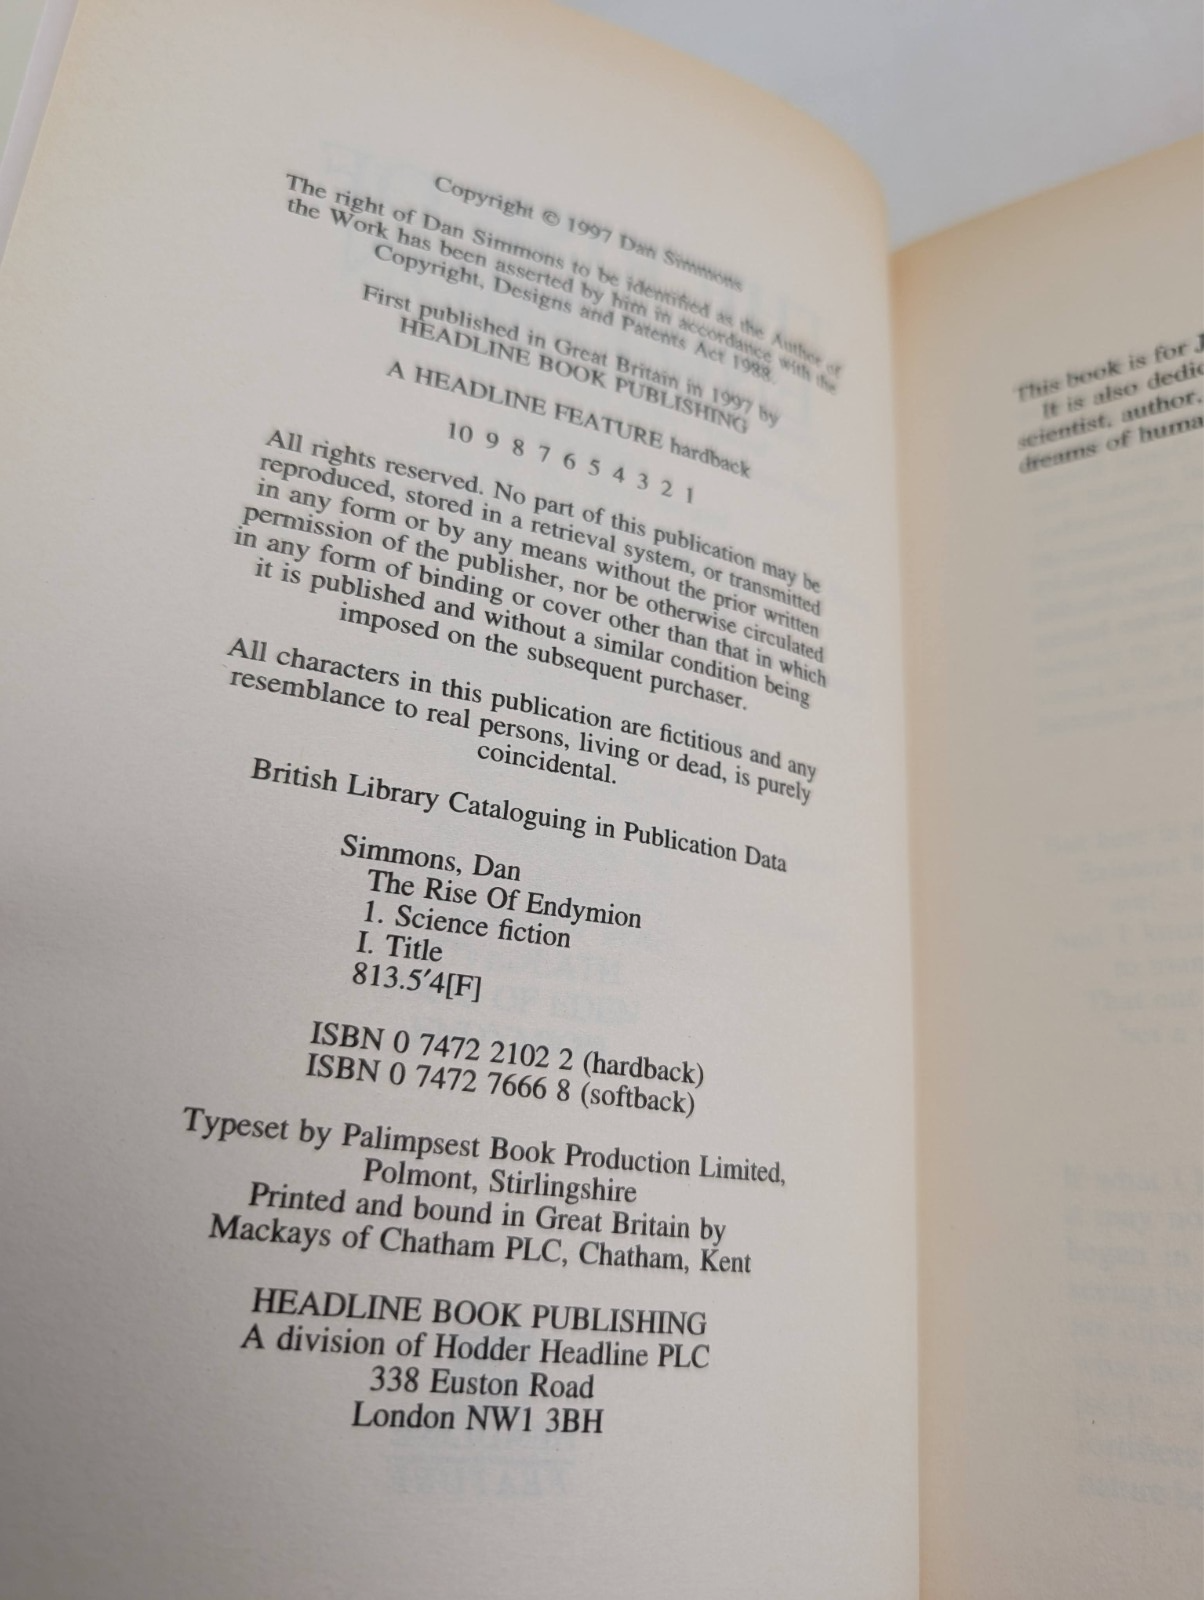 Copyright © 1997 Dan Simmons
The right of Dan Simmons to be identified as the Author of
the Work has been asserted by him in accordance with the
Copyright, Designs and Patents Act 1988.
First published in Great Britain in 1997 by
HEADLINE BOOK PUBLISHING
A HEADLINE FEATURE hardback
10 9 8 7 6 5 4 3 2 1
All rights reserved. No part of this publication may be
reproduced, stored in a retrieval system, or transmitted
in any form or by any means without the prior written
permission of the publisher, nor be otherwise circulated
in any form of binding or cover other than that in which
it is published and without a similar condition being
imposed on the subsequent purchaser.
All characters in this publication are fictitious and any
resemblance to real persons, living or dead, is purely
coincidental.
British Library Cataloguing in Publication Data
Simmons, Dan
The Rise Of Endymion
1. Science fiction
I. Title
813.5′4[F]
ISBN 0 7472 2102 2 (hardback)
ISBN 0 7472 7666 8 (softback)
Typeset by Palimpsest Book Production Limited,
Polmont, Stirlingshire
Printed and bound in Great Britain by
Mackays of Chatham PLC, Chatham, Kent
HEADLINE BOOK PUBLISHING
A division of Hodder Headline PLC
338 Euston Road
London NW1 3BH
This book is for J
It is also dedic
scientist, author,
dreams of huma